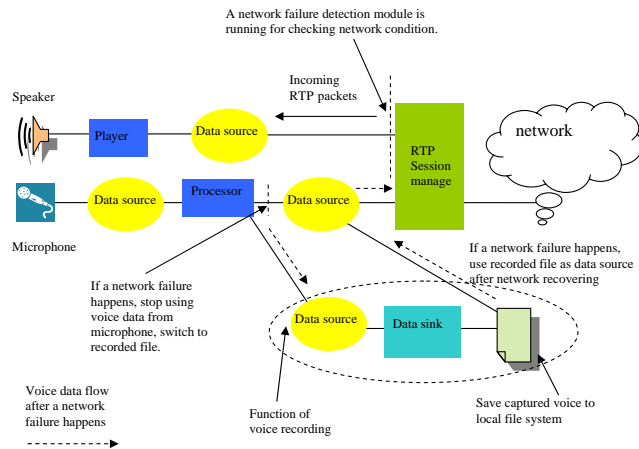 A network failure detection module is
running for checking network condition.
Incoming
RTP packets
Speaker
Player
Data source
RTP
Session
manage
network
Data source
Processor
Data source
Microphone
If a network failure
happens, stop using
voice data from
microphone, switch to
recorded file.
If a network failure happens,
use recorded file as data source
after network recovering
Data source
Data sink
Voice data flow
after a network
failure happens
Function of
voice recording
Save captured voice to
local file system